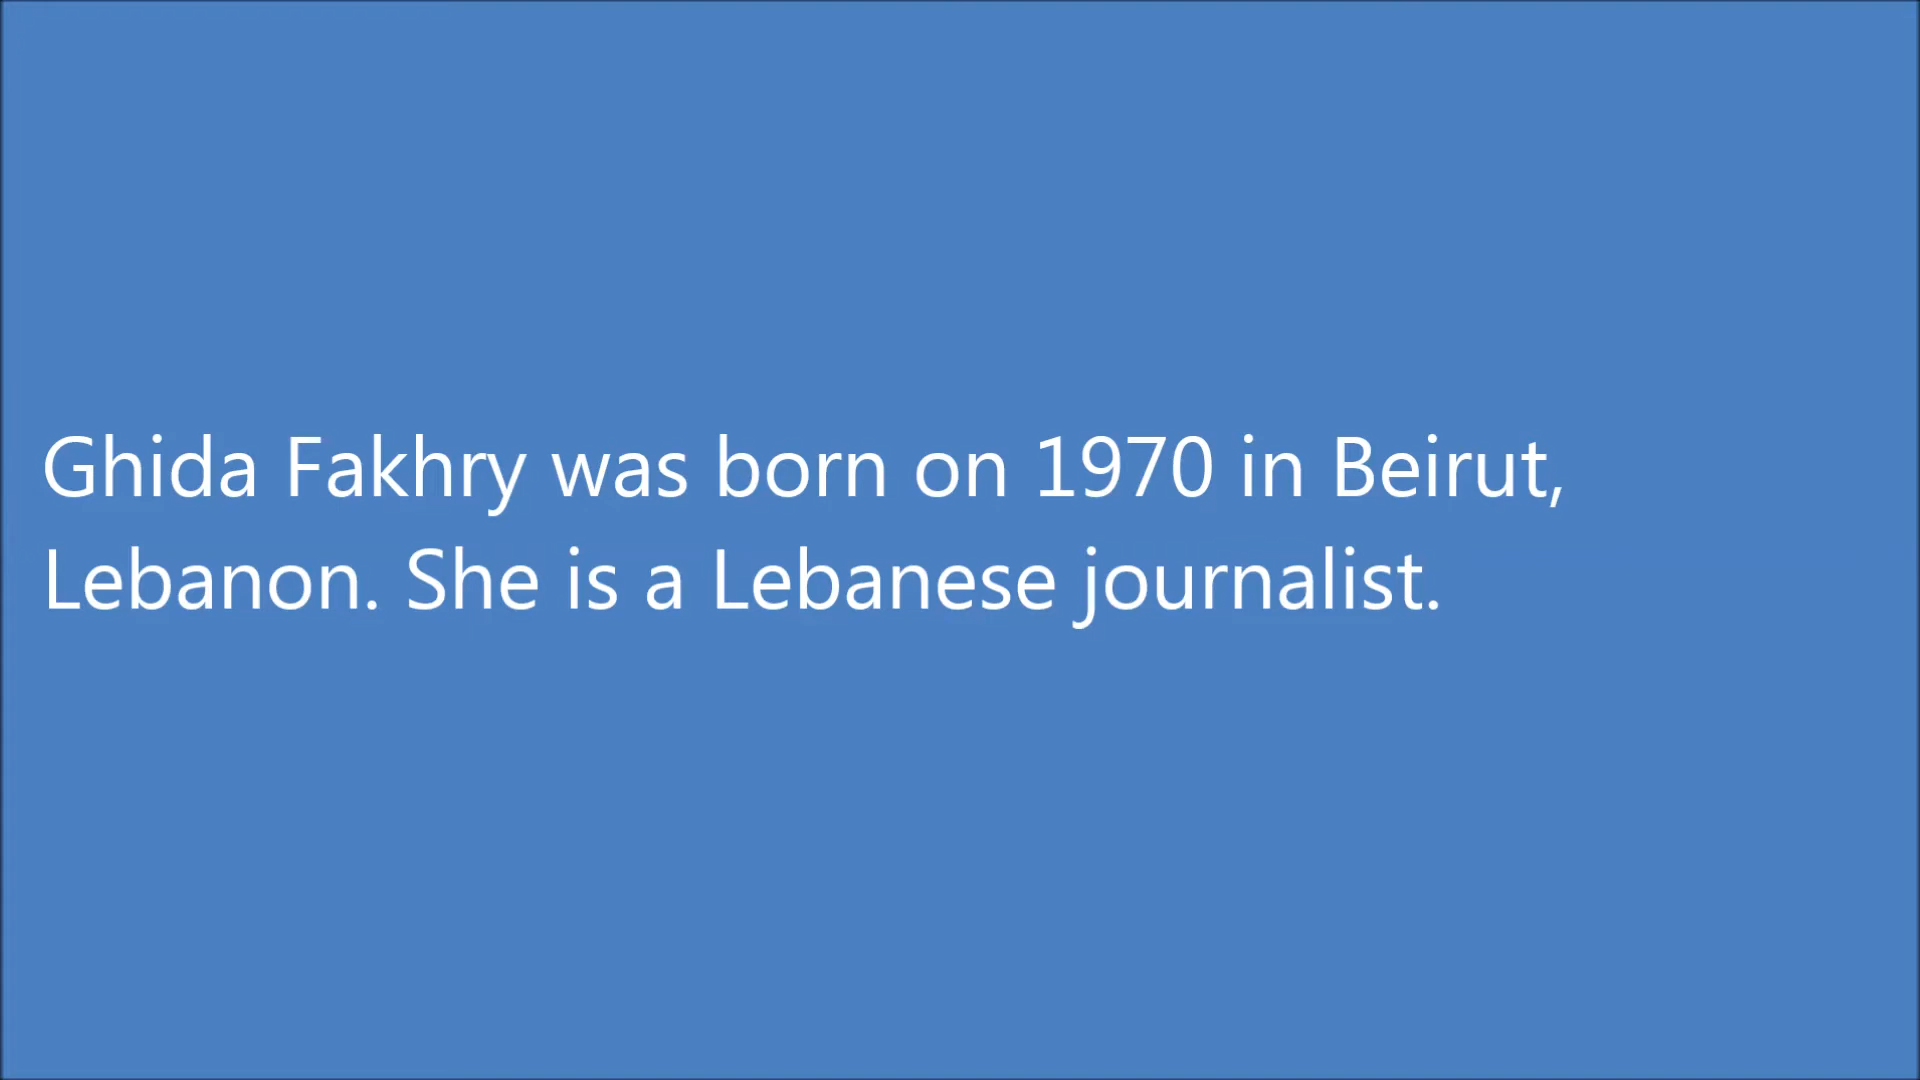 Ghida Fakhry was born on 1970 in Beirut,
Lebanon. She is a Lebanese journalist.